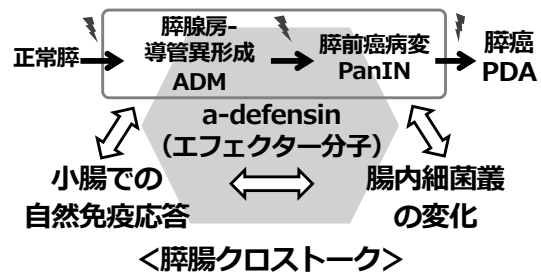 正常膵
膵腺房-
導管異形成
ADM
膵前癌病変
PanIN
膵癌
PDA
a-defensin
(エフェクター分子)
小腸での
自然免疫応答
腸内細菌叢
の変化
<膵腸クロストーク>